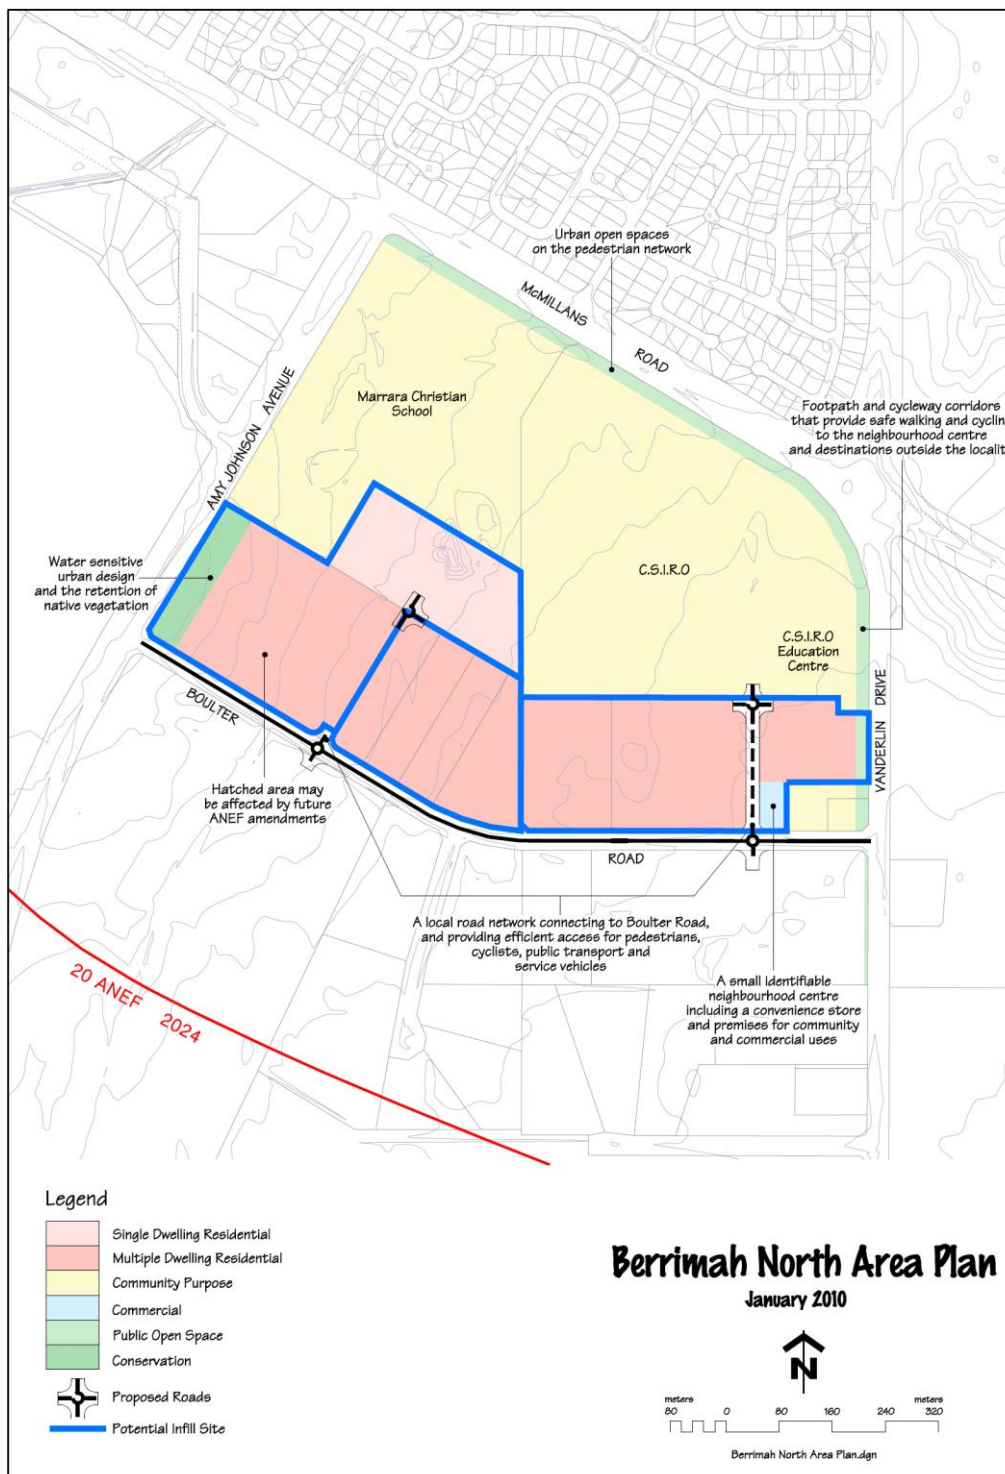 Urban open spaces
on the pedestrian network
McMILLANS
ROAD
Marrara Christian
School
AMY JOHNSON AVENUE
Footpath and cycleway corridors
that provide safe walking and cyclin
to the neighbourhood centre
and destinations outside the localit
C.S.I.R.O
Water sensitive
urban design
and the retention of
native vegetation
C.S.I.R.O
Education
Centre
VANDERLIN DRIVE
BOULTER
Hatched area may
be affected by future
ANEF amendments
ROAD
A local road network connecting to Boulter Road,
and providing efficient access for pedestrians,
cyclists, public transport and
service vehicles
20 ANEF 2024
A small identifiable
neighbourhood centre
including a convenience store
and premises for community
and commercial uses
Legend
Single Dwelling Residential
Multiple Dwelling Residential
Community Purpose
Commercial
Public Open Space
Conservation
Proposed Roads
Potential Infill Site
Berrimah North Area Plan
January 2010
N
meters meters
80 0 80 160 240 320
Berrimah North Area Plan.dgn